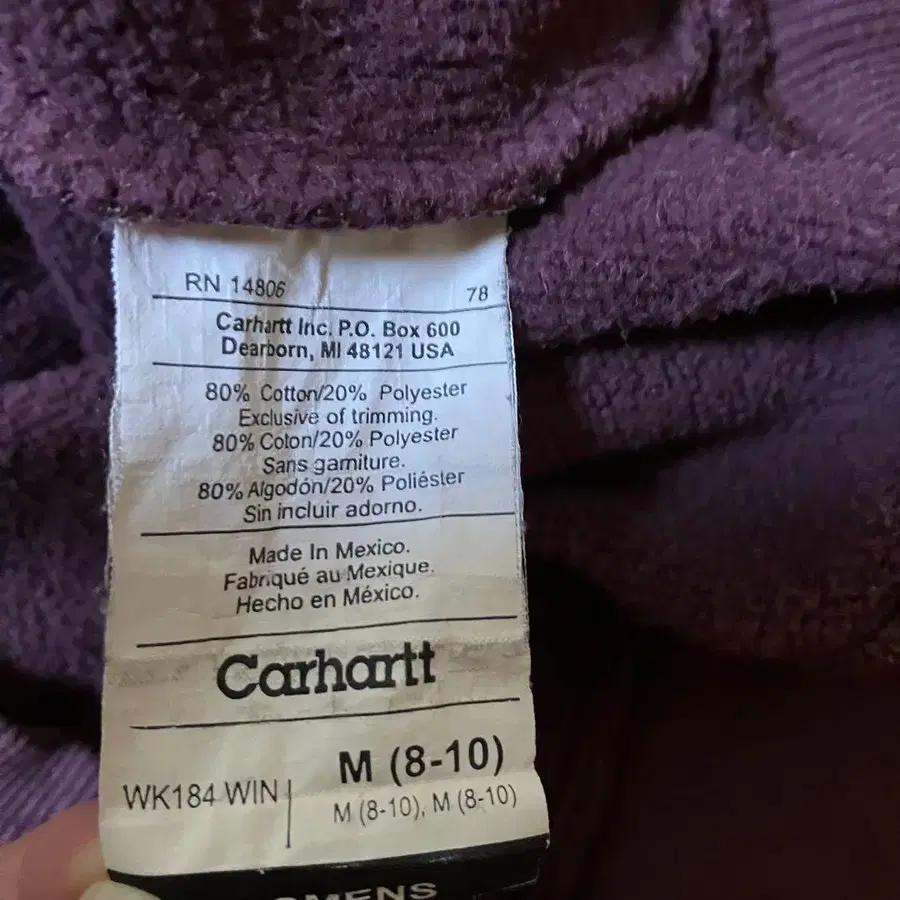 RN 14806 78
Carhartt Inc. P.O. Box 600
Dearborn, MI 48121 USA
80% Cotton/20% Polyester
Exclusive of trimming.
80% Coton/20% Polyester
Sans garniture.
80% Algodón/20% Poliéster
Sin incluir adorno.
Made In Mexico.
Fabriqué au Mexique.
Hecho en México.
Carhartt
M (8-10)
WK184 WIN
M (8-10), M (8-10)